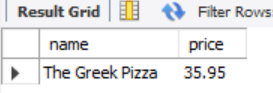 Result Grid Filter Rows:
name price
The Greek Pizza 35.95